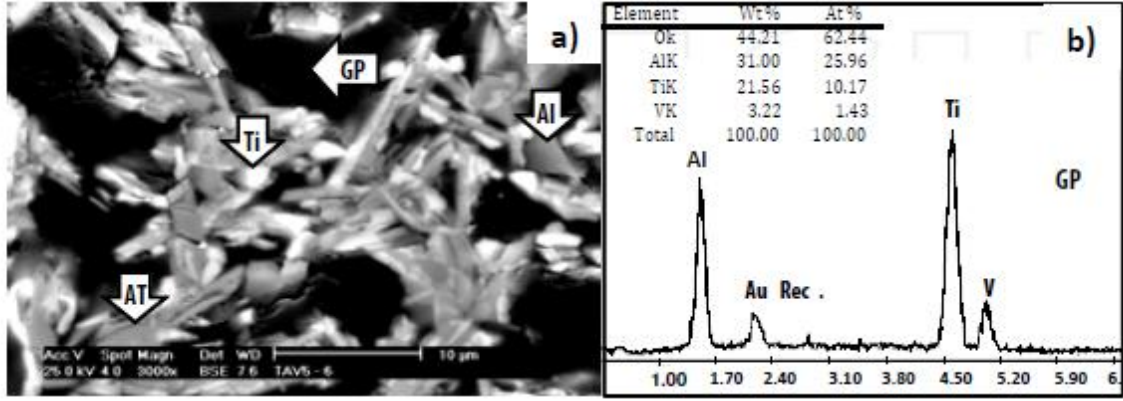 a)
GP
Al
Ti
AT
Acc.V Spot Magn Det WD 10 µm
25.0 kV 4.0 3000x BSE 7.6 TAV5 - 6
b)
Element Wt% At%
Ok 44.21 62.44
AlK 31.00 25.96
TiK 21.56 10.17
VK 3.22 1.43
Total 100.00 100.00
Ti
Al
GP
Au Rec .
V
1.00 1.70 2.40 3.10 3.80 4.50 5.20 5.90 6.